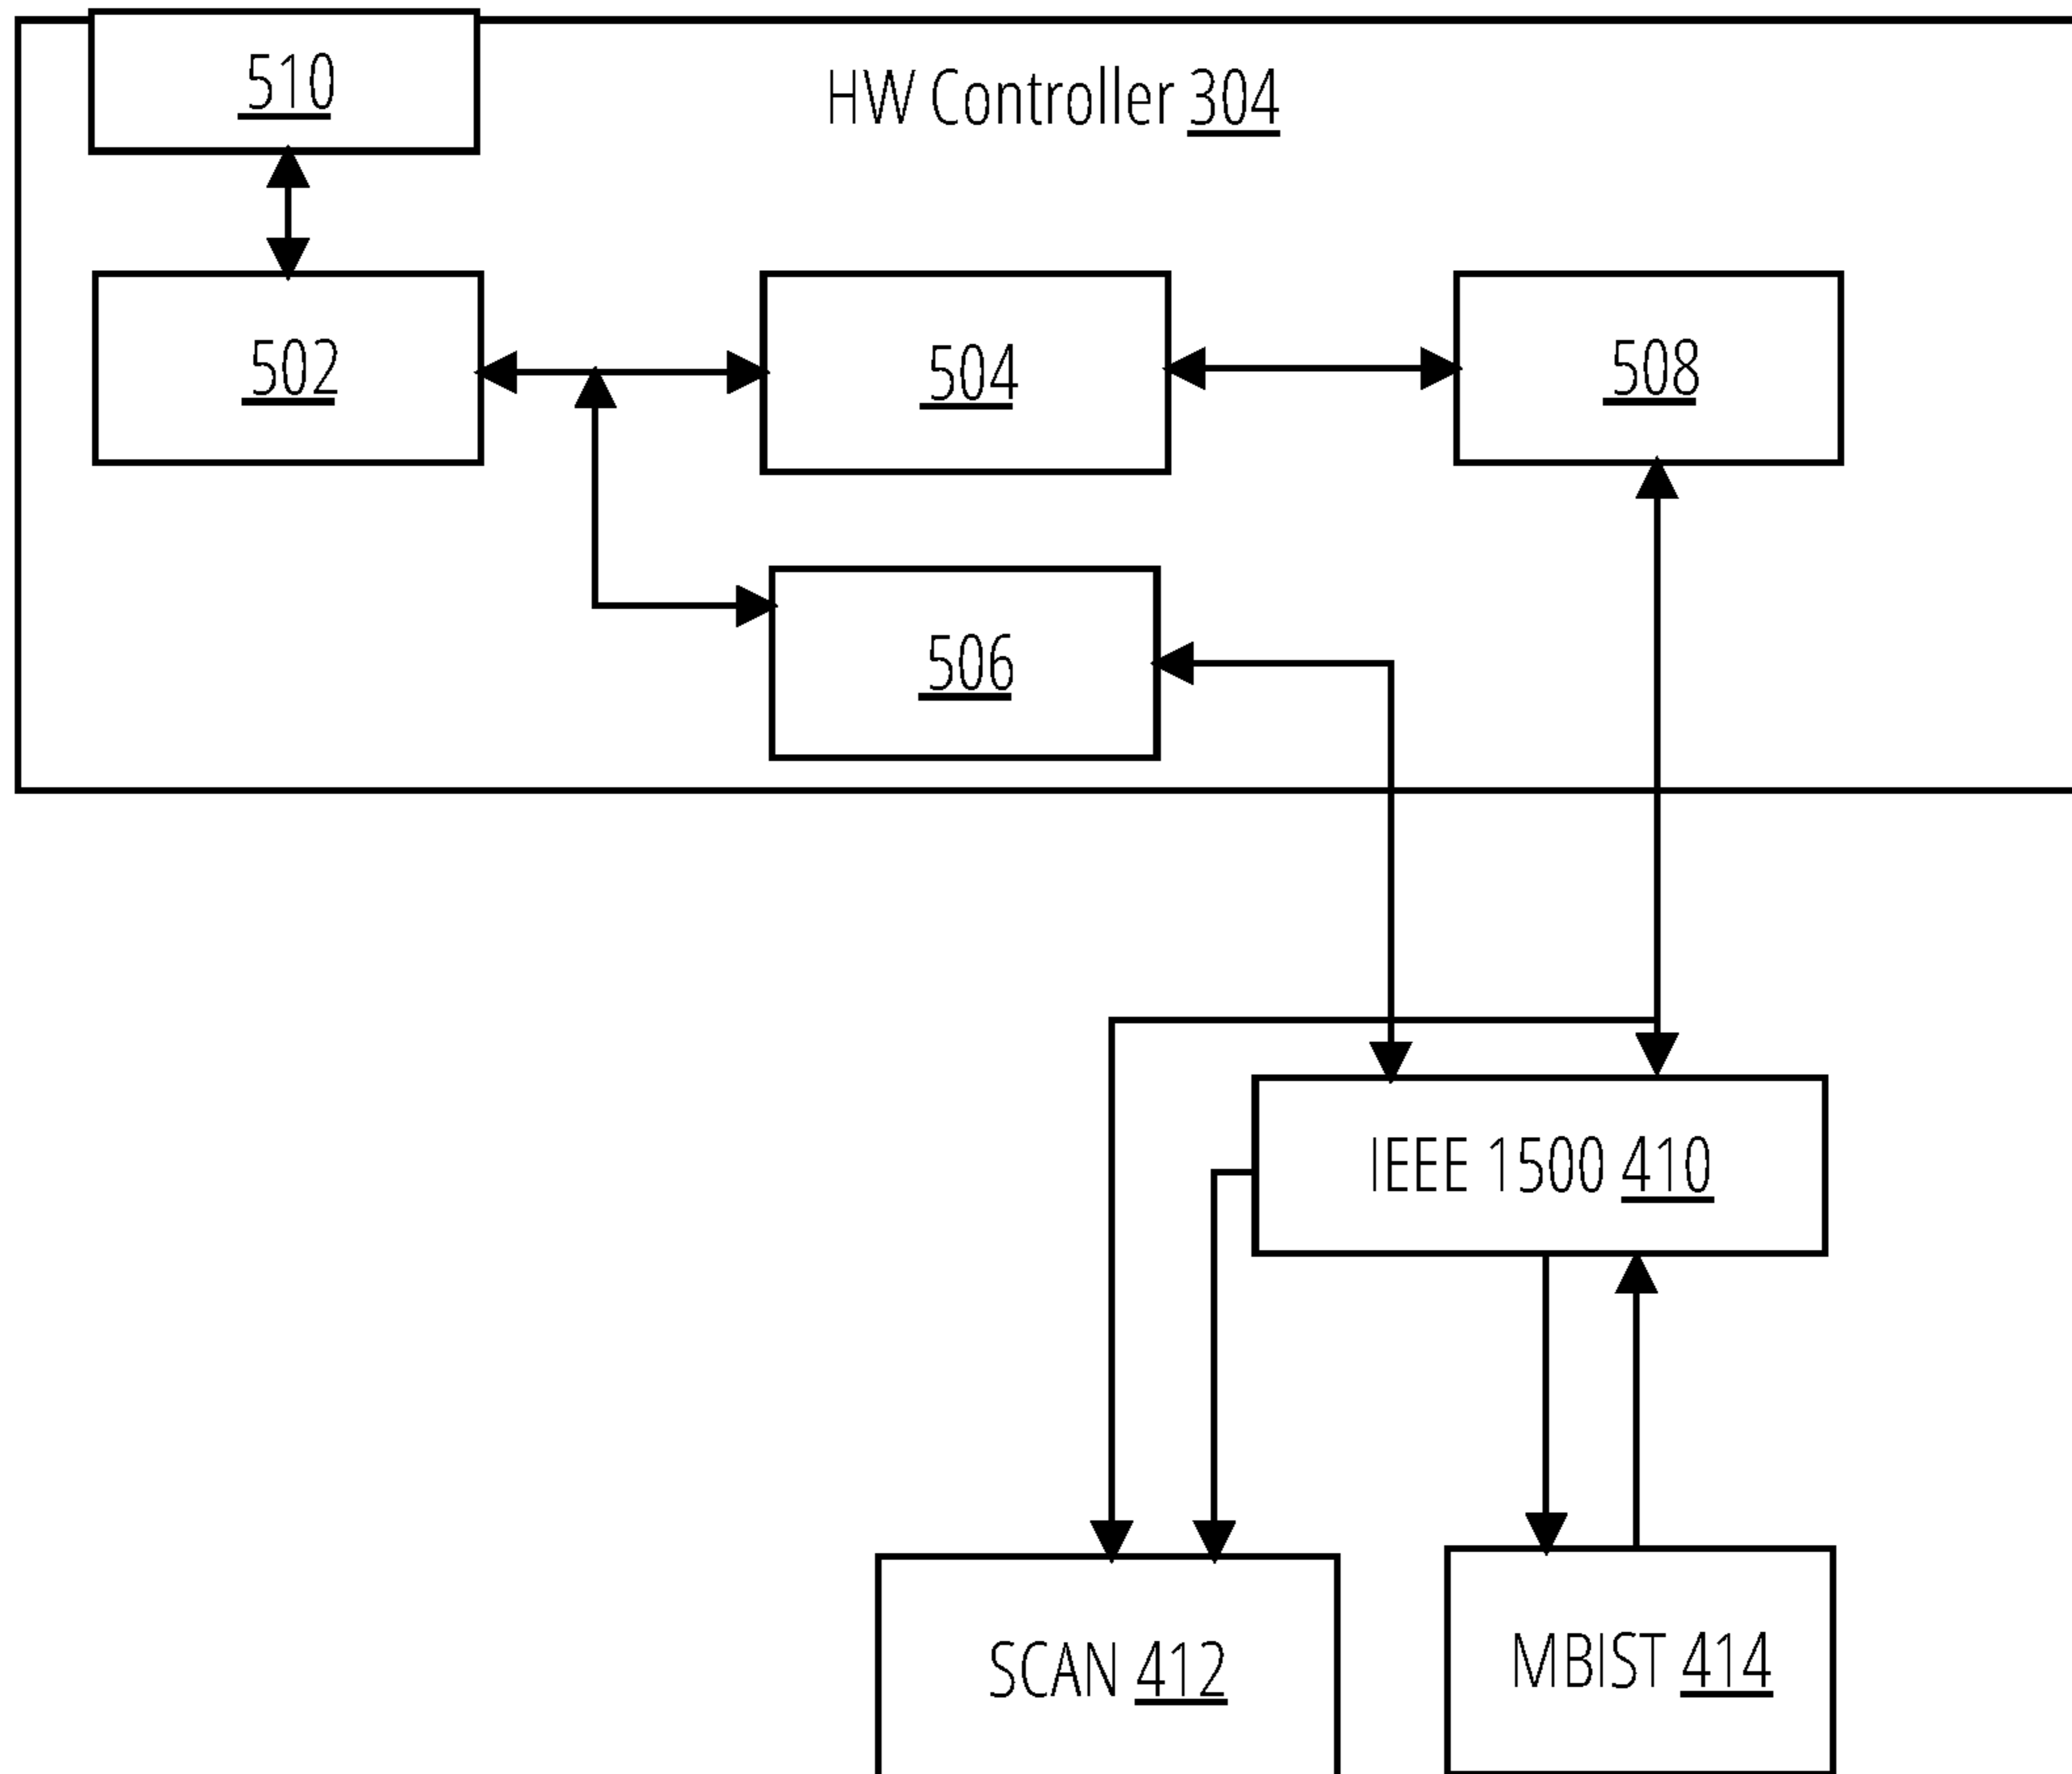 510
HW Controller 304
502
504
508
506
IEEE 1500 410
SCAN 412
MBIST 414